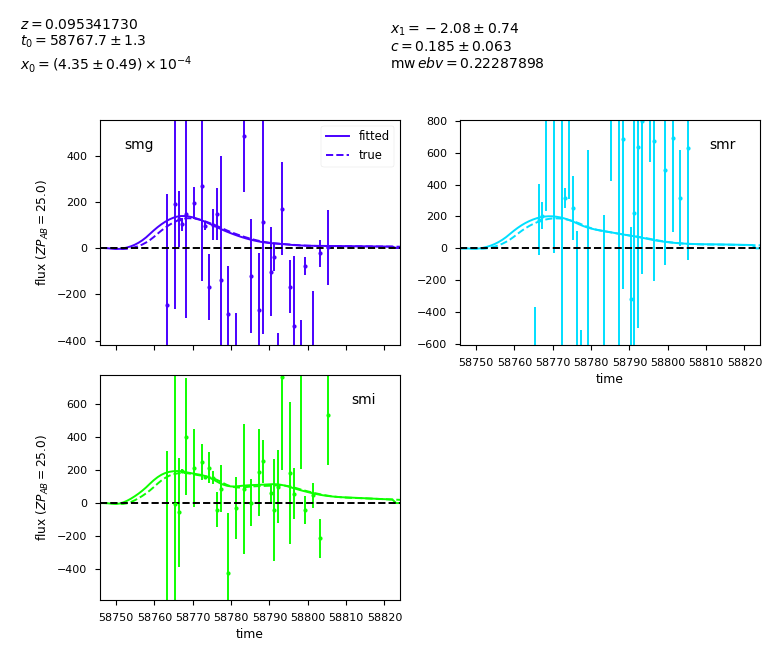 z = 0.095341730
t₀ = 58767.7 ± 1.3
x₀ = (4.35 ± 0.49) × 10⁻⁴
x₁ = −2.08 ± 0.74
c = 0.185 ± 0.063
mw ebv = 0.22287898
smg
fitted
true
400
200
0
−200
−400
flux (ZP_AB = 25.0)
smr
800
600
400
200
0
−200
−400
−600
58750 58760 58770 58780 58790 58800 58810 58820
time
smi
600
400
200
0
−200
−400
flux (ZP_AB = 25.0)
58750 58760 58770 58780 58790 58800 58810 58820
time